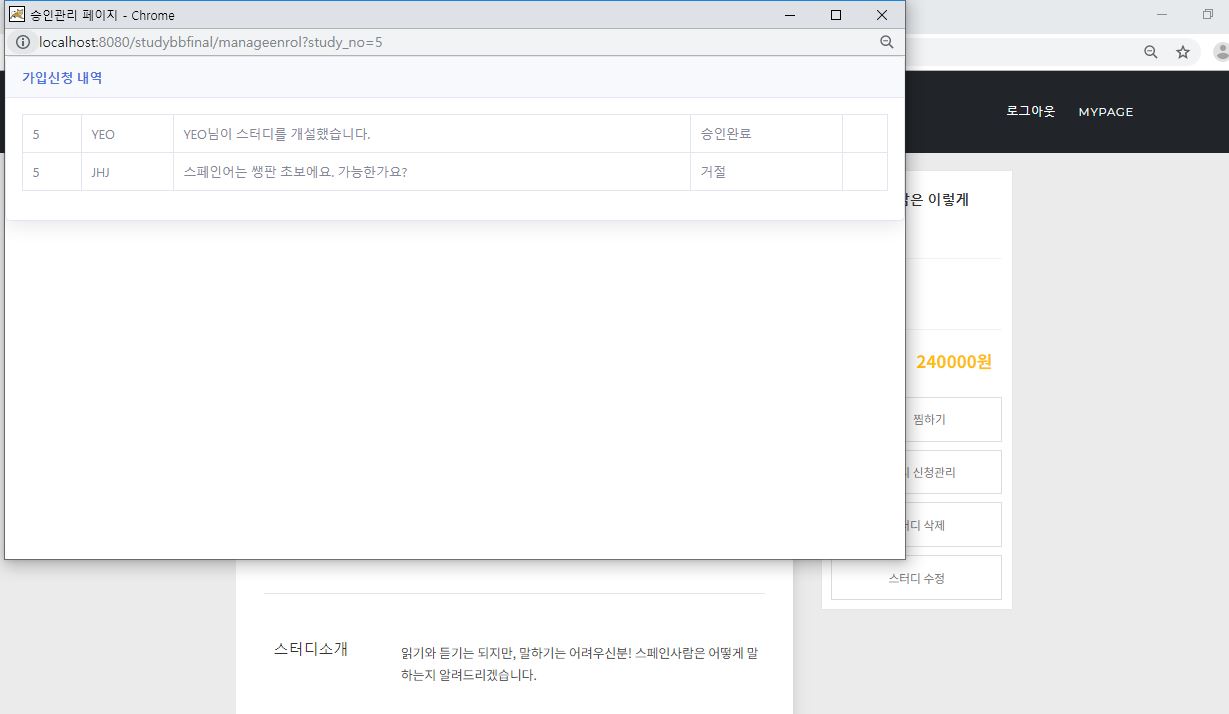 승인관리 페이지 - Chrome
localhost:8080/studybbfinal/manageenrol?study_no=5
가입신청 내역
5 YEO YEO님이 스터디를 개설했습니다. 승인완료
5 JHJ 스페인어는 쌩판 초보에요. 가능한가요? 거절
로그아웃 MYPAGE
은 이렇게
240000원
찜하기
신청관리
디 삭제
스터디 수정
스터디소개
읽기와 듣기는 되지만, 말하기는 어려우신분! 스페인사람은 어떻게 말
하는지 알려드리겠습니다.